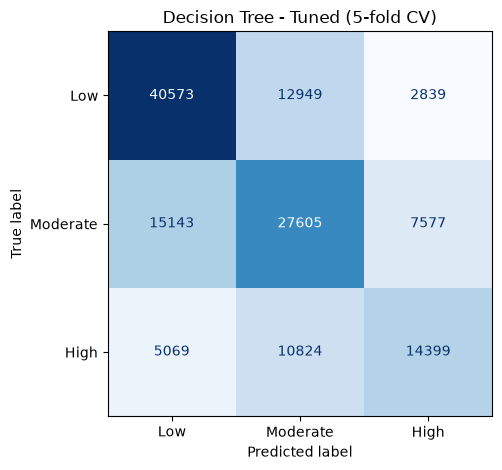 Decision Tree - Tuned (5-fold CV)
True label
Low 40573 12949 2839
Moderate 15143 27605 7577
High 5069 10824 14399
Low Moderate High
Predicted label